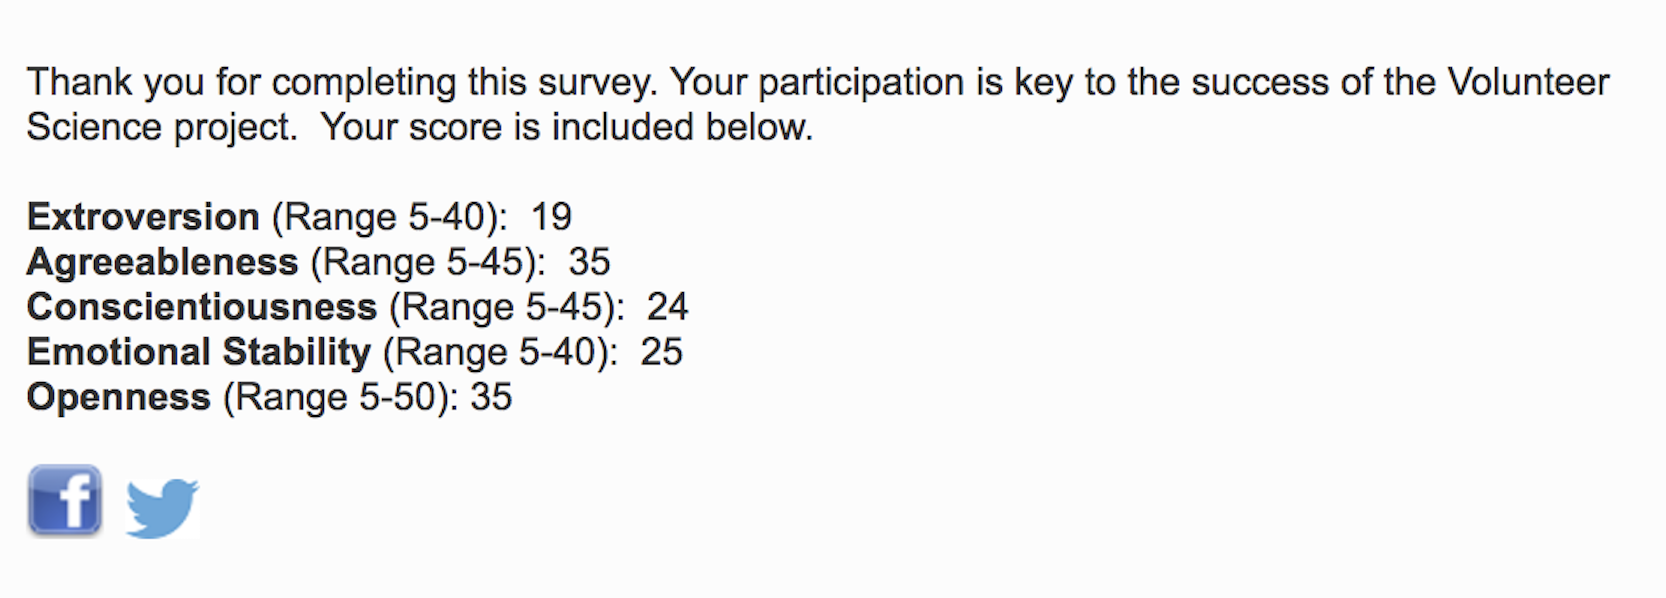 Thank you for completing this survey. Your participation is key to the success of the Volunteer
Science project.  Your score is included below.
Extroversion (Range 5-40):  19
Agreeableness (Range 5-45):  35
Conscientiousness (Range 5-45):  24
Emotional Stability (Range 5-40):  25
Openness (Range 5-50): 35
f